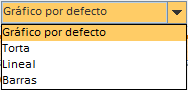 Gráfico por defecto
Gráfico por defecto
Torta
Lineal
Barras